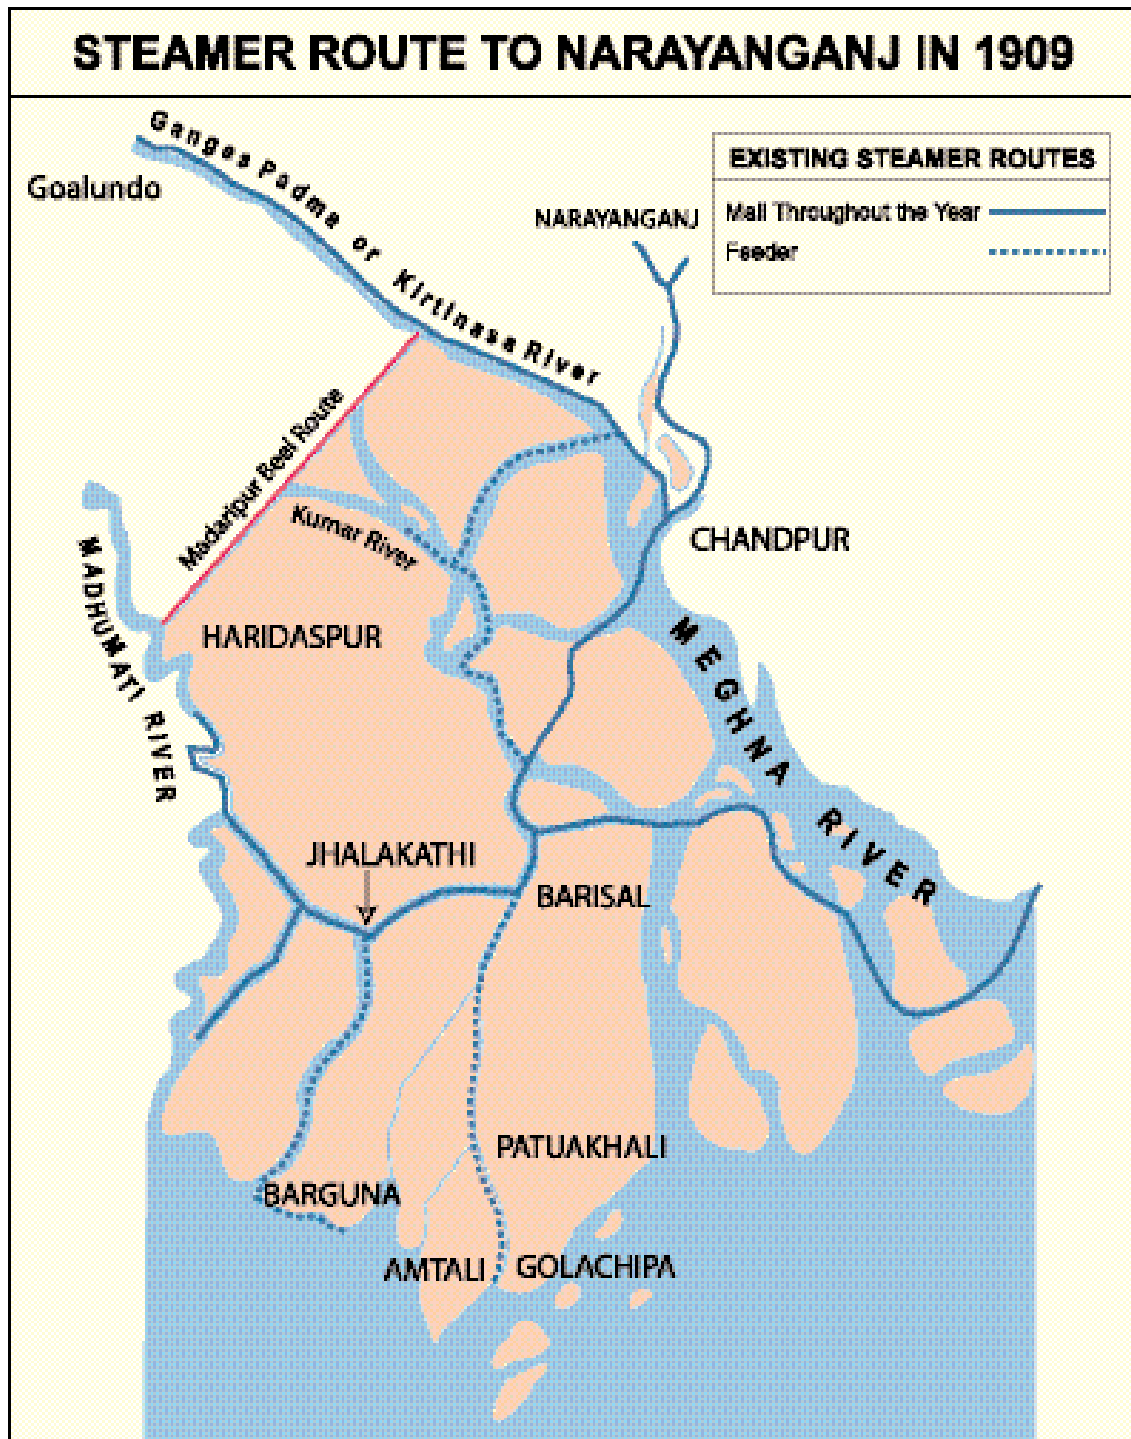 STEAMER ROUTE TO NARAYANGANJ IN 1909
Ganges Padma or Kirtinasa River
Goalundo
EXISTING STEAMER ROUTES
Mail Throughout the Year
Feeder
NARAYANGANJ
Madaripur Beel Route
Kumar River
CHANDPUR
MADHUMATI RIVER
HARIDASPUR
MEGHNA RIVER
JHALAKATHI
BARISAL
PATUAKHALI
BARGUNA
AMTALI
GOLACHIPA